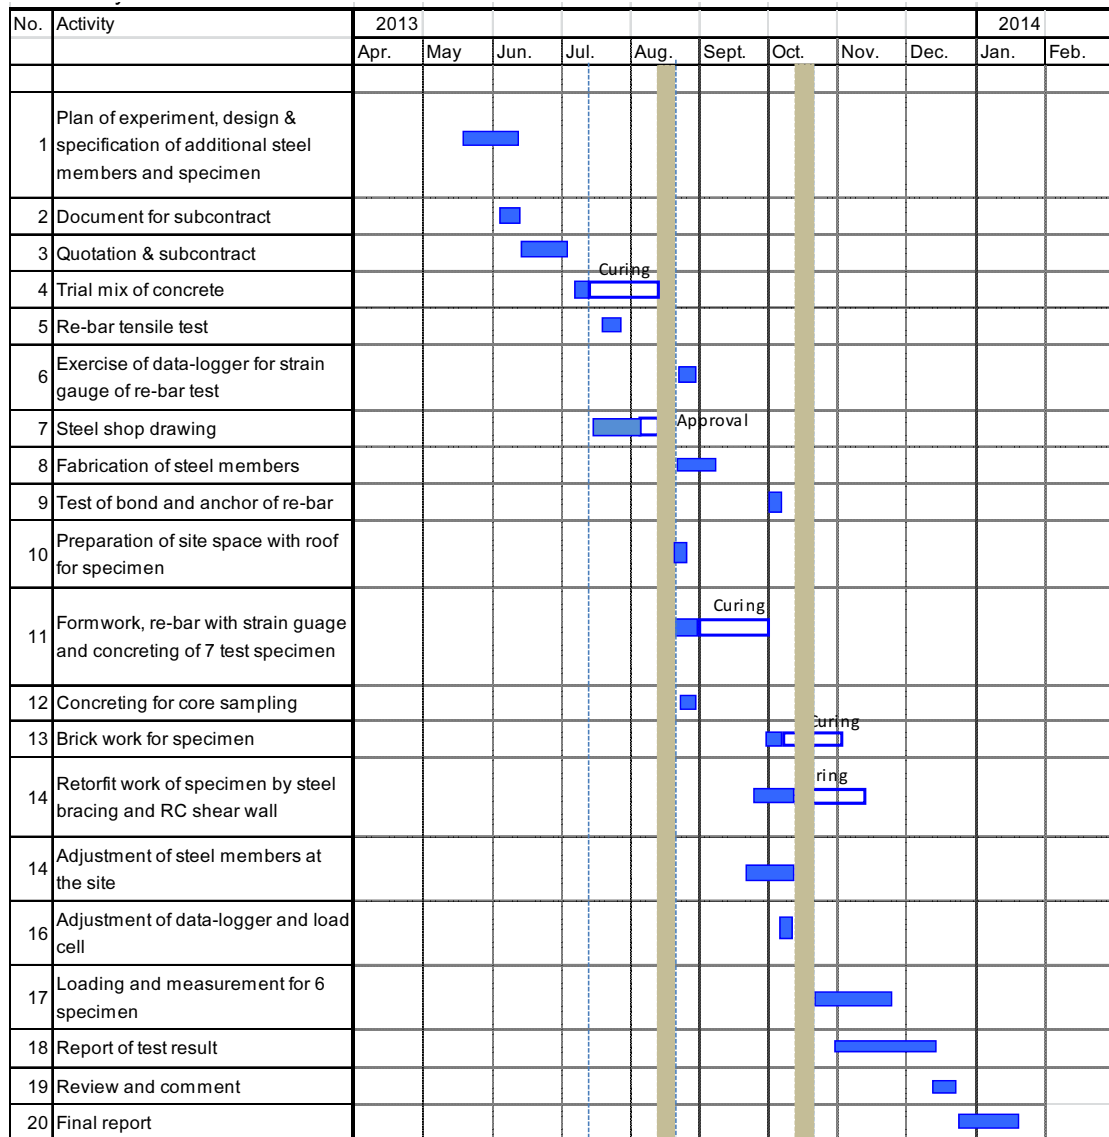 No. Activity 2013 2014
Apr. May Jun. Jul. Aug. Sept. Oct. Nov. Dec. Jan. Feb.
Plan of experiment, design &
1 specification of additional steel
members and specimen
2 Document for subcontract
3 Quotation & subcontract
Curing
4 Trial mix of concrete
5 Re-bar tensile test
Exercise of data-logger for strain
6 gauge of re-bar test
7 Steel shop drawing Approval
8 Fabrication of steel members
9 Test of bond and anchor of re-bar
Preparation of site space with roof
10 for specimen
Curing
Formwork, re-bar with strain guage
11 and concreting of 7 test specimen
12 Concreting for core sampling
Curing
13 Brick work for specimen
ring
Retorfit work of specimen by steel
14 bracing and RC shear wall
Adjustment of steel members at
14 the site
Adjustment of data-logger and load
16 cell
Loading and measurement for 6
17 specimen
18 Report of test result
19 Review and comment
20 Final report